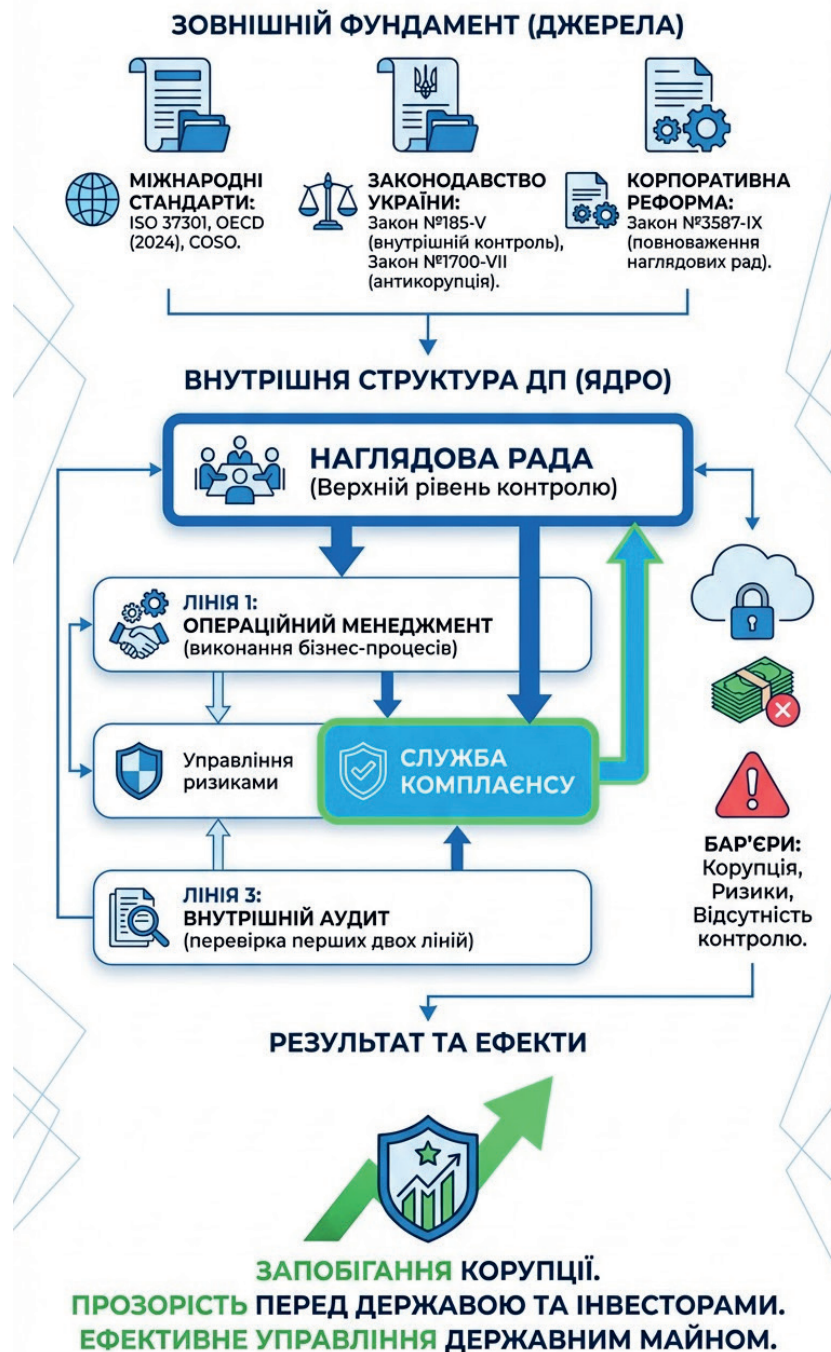 ЗОВНІШНІЙ ФУНДАМЕНТ (ДЖЕРЕЛА)
МІЖНАРОДНІ
СТАНДАРТИ:
ISO 37301, OECD
(2024), COSO.
ЗАКОНОДАВСТВО
УКРАЇНИ:
Закон №185-V
(внутрішній контроль),
Закон №1700-VII
(антикорупція).
КОРПОРАТИВНА
РЕФОРМА:
Закон №3587-IX
(повноваження
наглядових рад).
ВНУТРІШНЯ СТРУКТУРА ДП (ЯДРО)
НАГЛЯДОВА РАДА
(Верхній рівень контролю)
ЛІНІЯ 1:
ОПЕРАЦІЙНИЙ МЕНЕДЖМЕНТ
(виконання бізнес-процесів)
Управління
ризиками
СЛУЖБА
КОМПЛАЄНСУ
ЛІНІЯ 3:
ВНУТРІШНІЙ АУДИТ
(перевірка перших двох ліній)
БАР'ЄРИ:
Корупція,
Ризики,
Відсутність
контролю.
РЕЗУЛЬТАТ ТА ЕФЕКТИ
ЗАПОБІГАННЯ КОРУПЦІЇ.
ПРОЗОРІСТЬ ПЕРЕД ДЕРЖАВОЮ ТА ІНВЕСТОРАМИ.
ЕФЕКТИВНЕ УПРАВЛІННЯ ДЕРЖАВНИМ МАЙНОМ.